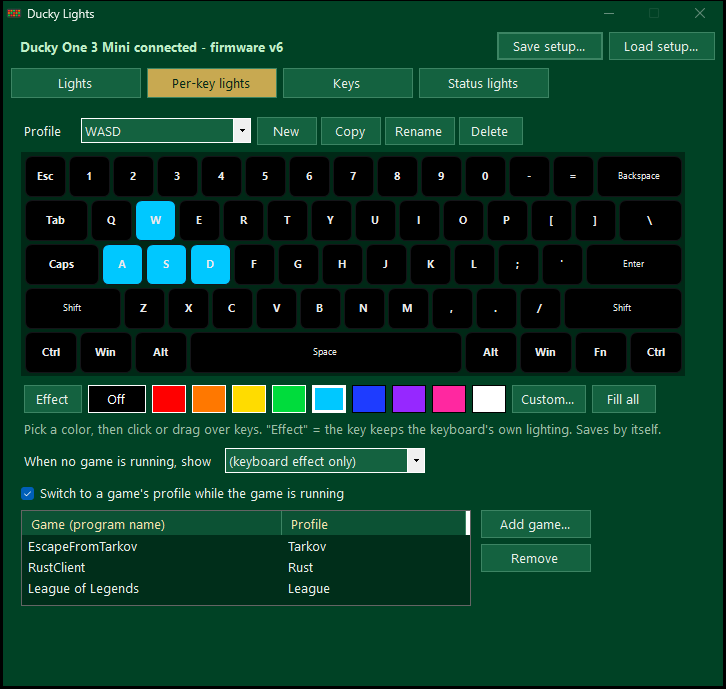 Ducky Lights
Ducky One 3 Mini connected - firmware v6
Save setup... Load setup...
Lights Per-key lights Keys Status lights
Profile WASD New Copy Rename Delete
Esc 1 2 3 4 5 6 7 8 9 0 - = Backspace
Tab Q W E R T Y U I O P [ ] \
Caps A S D F G H J K L ; ' Enter
Shift Z X C V B N M , . / Shift
Ctrl Win Alt Space Alt Win Fn Ctrl
Effect Off Custom... Fill all
Pick a color, then click or drag over keys. "Effect" = the key keeps the keyboard's own lighting. Saves by itself.
When no game is running, show (keyboard effect only)
Switch to a game's profile while the game is running
Game (program name) Profile
EscapeFromTarkov Tarkov
RustClient Rust
League of Legends League
Add game...
Remove